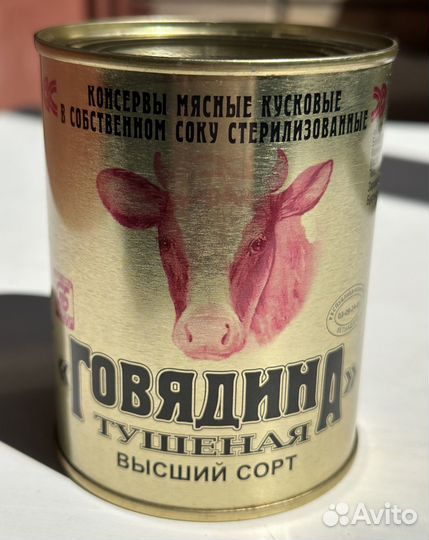 КОНСЕРВЫ МЯСНЫЕ КУСКОВЫЕ
В СОБСТВЕННОМ СОКУ СТЕРИЛИЗОВАННЫЕ
«ГОВЯДИНА»
ТУШЕНАЯ
ВЫСШИЙ СОРТ
Avito